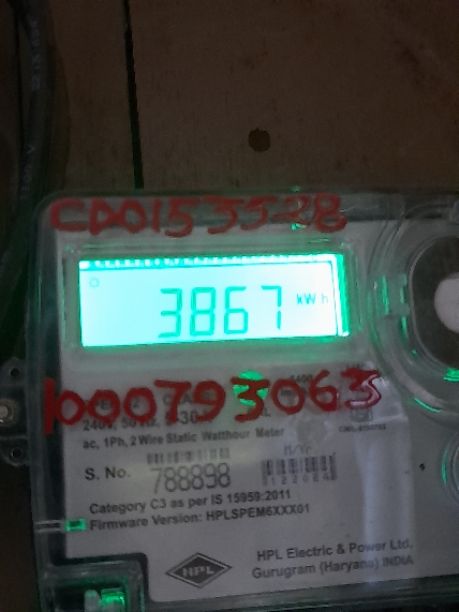 CD0153528
3867 kWh
1000793063
240V, 50 Hz,
ac, 1Ph, 2 Wire Static Watthour Meter
S. No. 788898
Category C3 as per IS 15959:2011
Firmware Version: HPLSPEM6XXX01
HPL Electric & Power Ltd.
HPL Gurugram (Haryana) INDIA